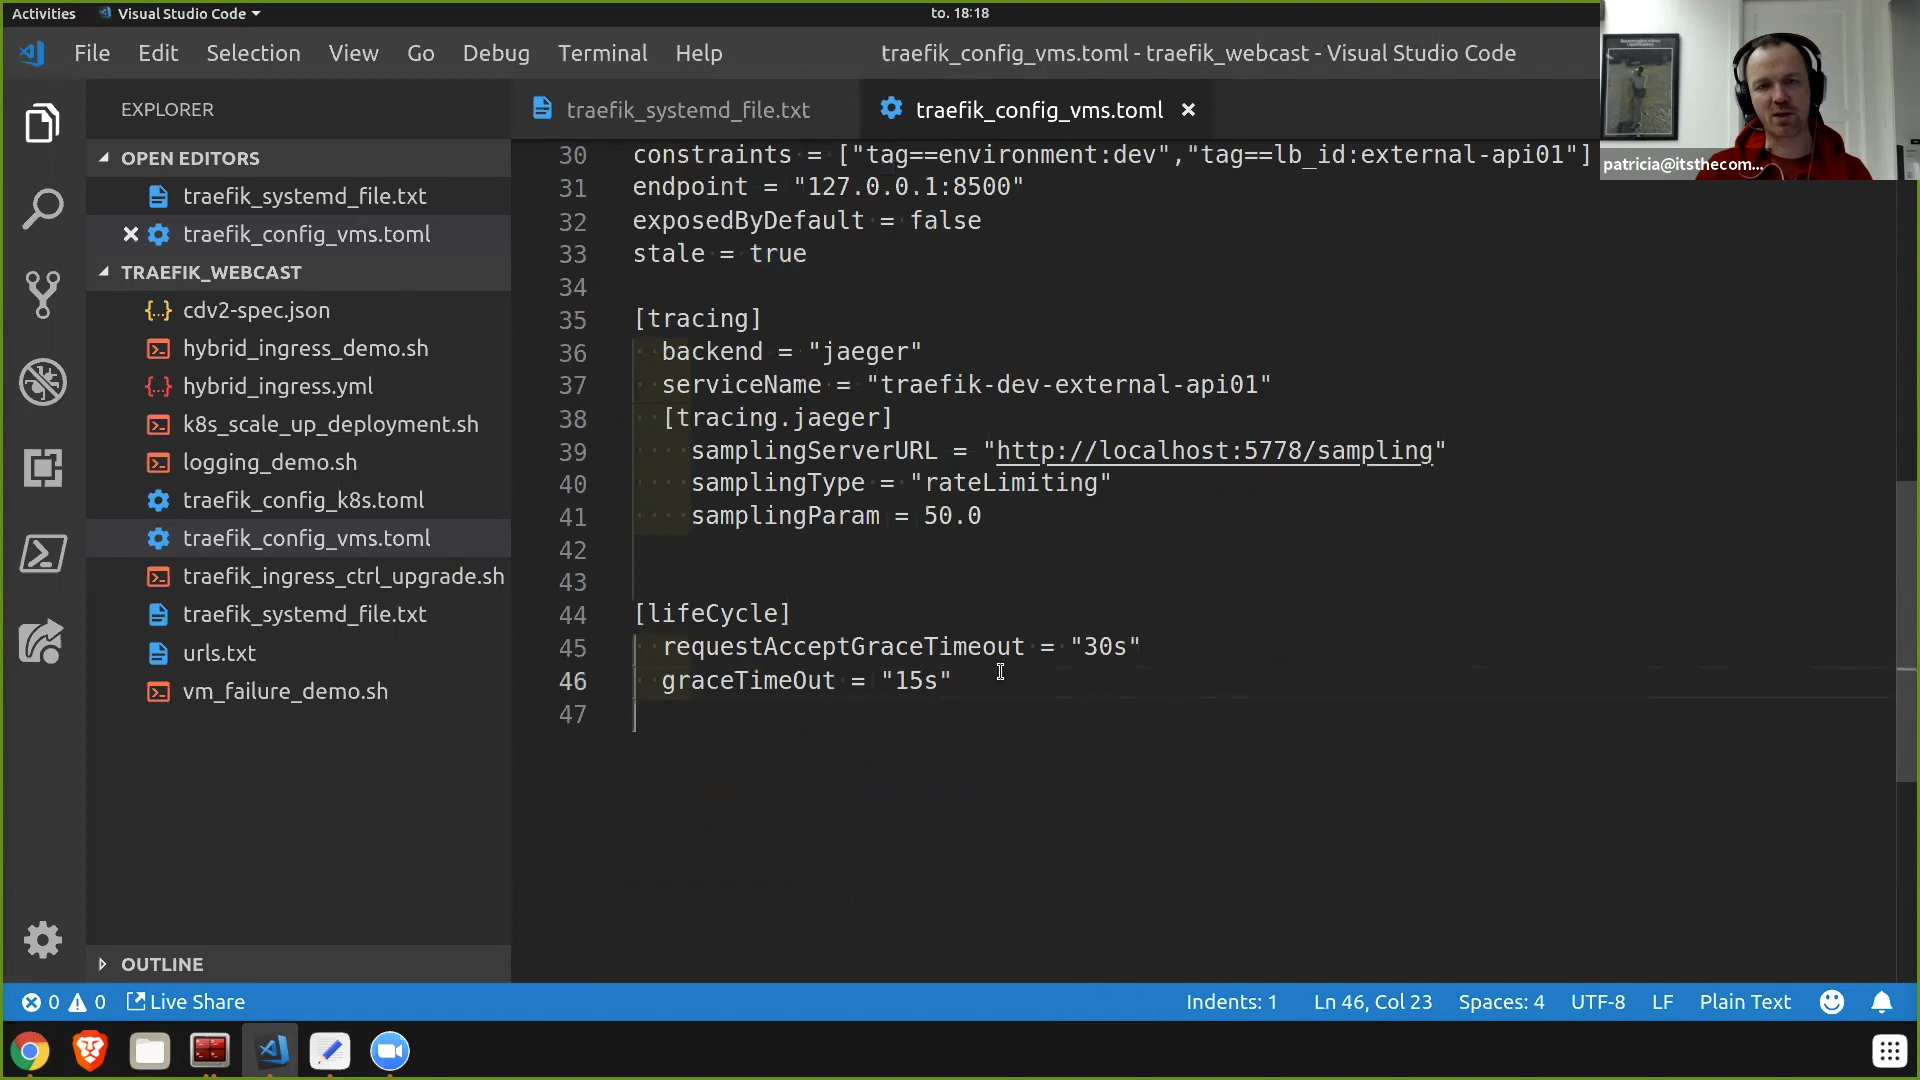 Activities
Visual Studio Code
to. 18:18
File Edit Selection View Go Debug Terminal Help
traefik_config_vms.toml - traefik_webcast - Visual Studio Code
patricia@itsthecom...
EXPLORER
OPEN EDITORS
traefik_systemd_file.txt
traefik_config_vms.toml
TRAEFIK_WEBCAST
cdv2-spec.json
hybrid_ingress_demo.sh
hybrid_ingress.yml
k8s_scale_up_deployment.sh
logging_demo.sh
traefik_config_k8s.toml
traefik_config_vms.toml
traefik_ingress_ctrl_upgrade.sh
traefik_systemd_file.txt
urls.txt
vm_failure_demo.sh
OUTLINE
traefik_systemd_file.txt
traefik_config_vms.toml
30 constraints = ["tag==environment:dev","tag==lb_id:external-api01"]
31 endpoint = "127.0.0.1:8500"
32 exposedByDefault = false
33 stale = true
34
35 [tracing]
36 backend = "jaeger"
37 serviceName = "traefik-dev-external-api01"
38 [tracing.jaeger]
39 samplingServerURL = "http://localhost:5778/sampling"
40 samplingType = "rateLimiting"
41 samplingParam = 50.0
42
43
44 [lifeCycle]
45 requestAcceptGraceTimeout = "30s"
46 graceTimeOut = "15s"
47
0 0 Live Share
Indents: 1 Ln 46, Col 23 Spaces: 4 UTF-8 LF Plain Text